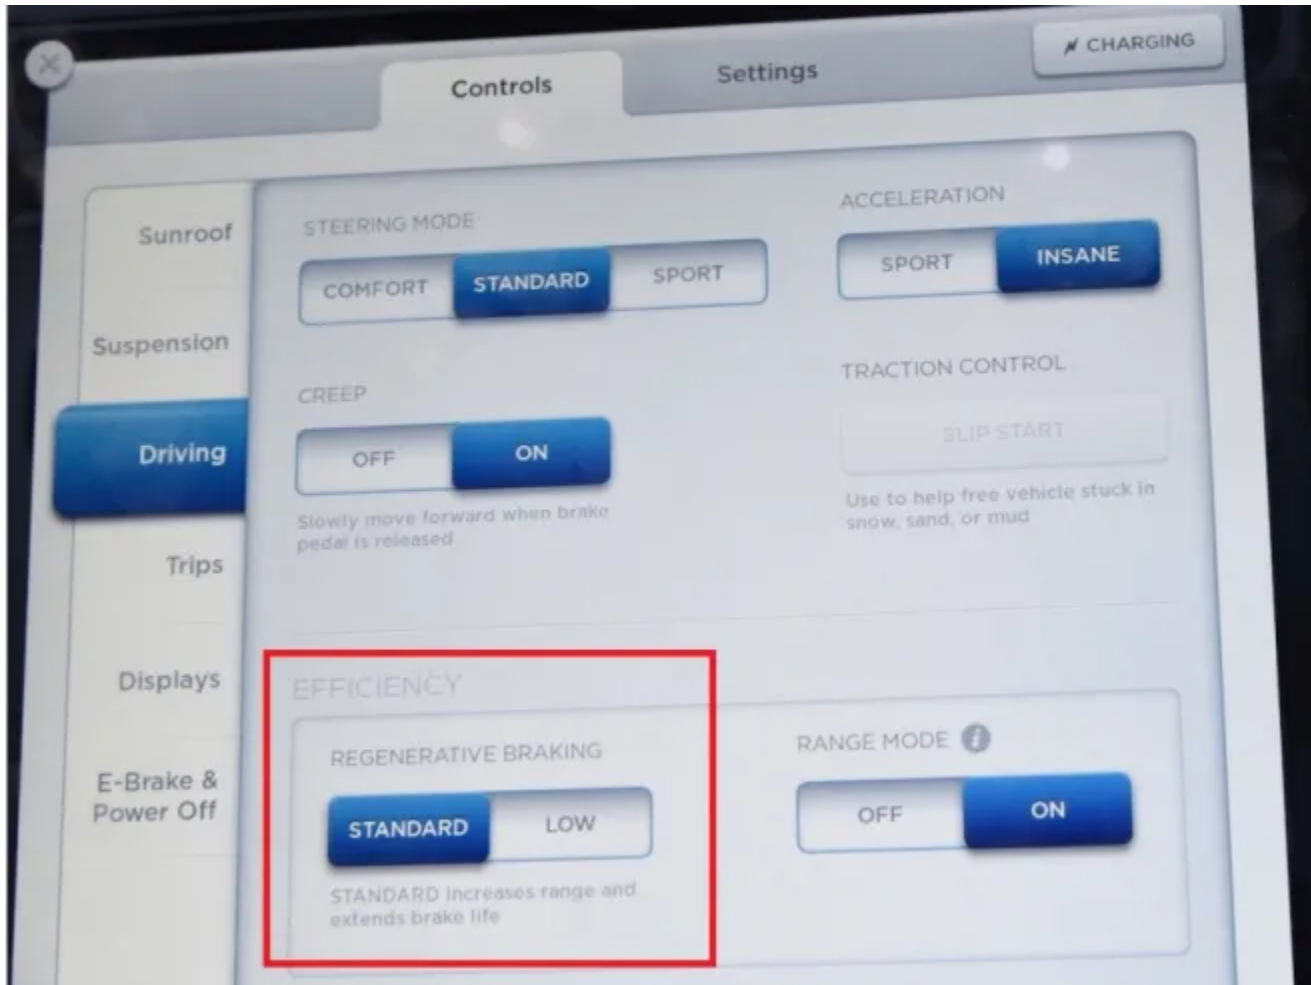 Controls
Settings
CHARGING
Sunroof
Suspension
Driving
Trips
Displays
E-Brake &
Power Off
STEERING MODE
COMFORT
STANDARD
SPORT
ACCELERATION
SPORT
INSANE
CREEP
OFF
ON
Slowly move forward when brake
pedal is released
TRACTION CONTROL
SLIP START
Use to help free vehicle stuck in
snow, sand, or mud
EFFICIENCY
REGENERATIVE BRAKING
STANDARD
LOW
STANDARD increases range and
extends brake life
RANGE MODE
OFF
ON